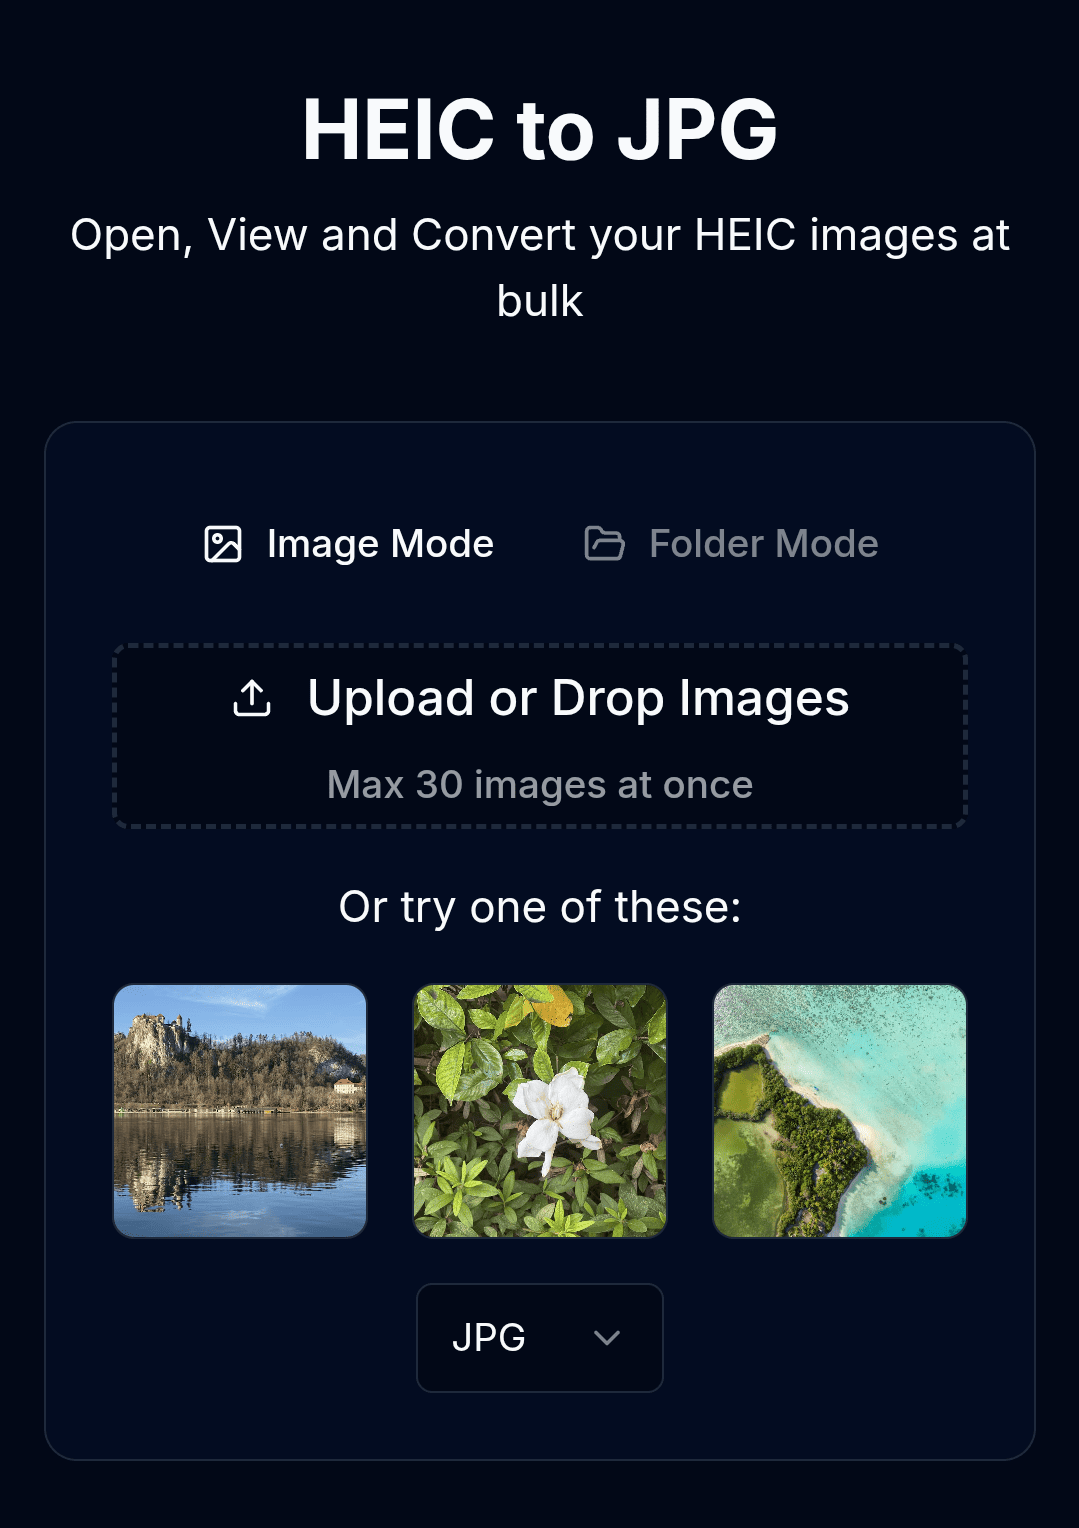 HEIC to JPG
Open, View and Convert your HEIC images at
bulk
Image Mode
Folder Mode
Upload or Drop Images
Max 30 images at once
Or try one of these:
JPG